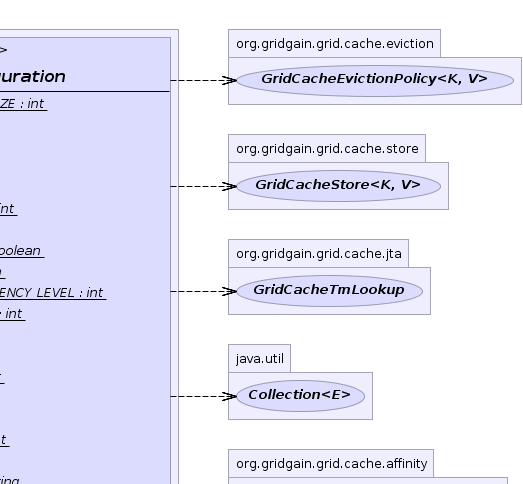 >
uration
ZE : int
int
oolean
ENCY_LEVEL : int
: int
t
ring
org.gridgain.grid.cache.eviction
GridCacheEvictionPolicy<K, V>
org.gridgain.grid.cache.store
GridCacheStore<K, V>
org.gridgain.grid.cache.jta
GridCacheTmLookup
java.util
Collection<E>
org.gridgain.grid.cache.affinity